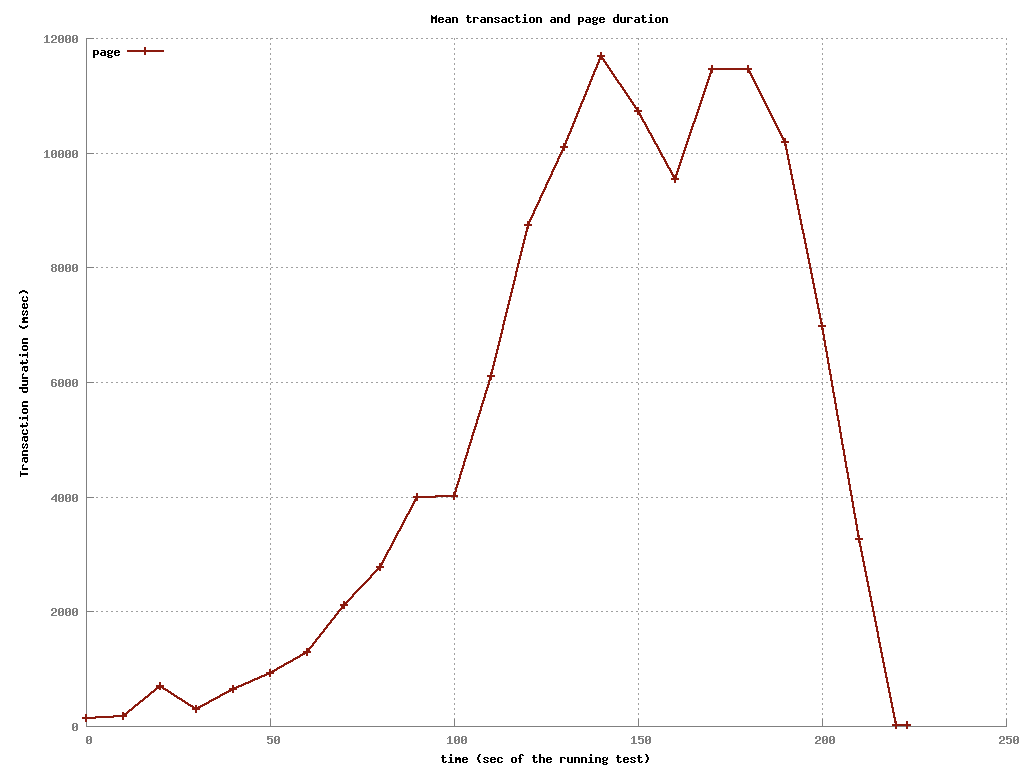 Mean transaction and page duration
12000
page
10000
8000
6000
4000
2000
0
Transaction duration (msec)
0 50 100 150 200 250
time (sec of the running test)